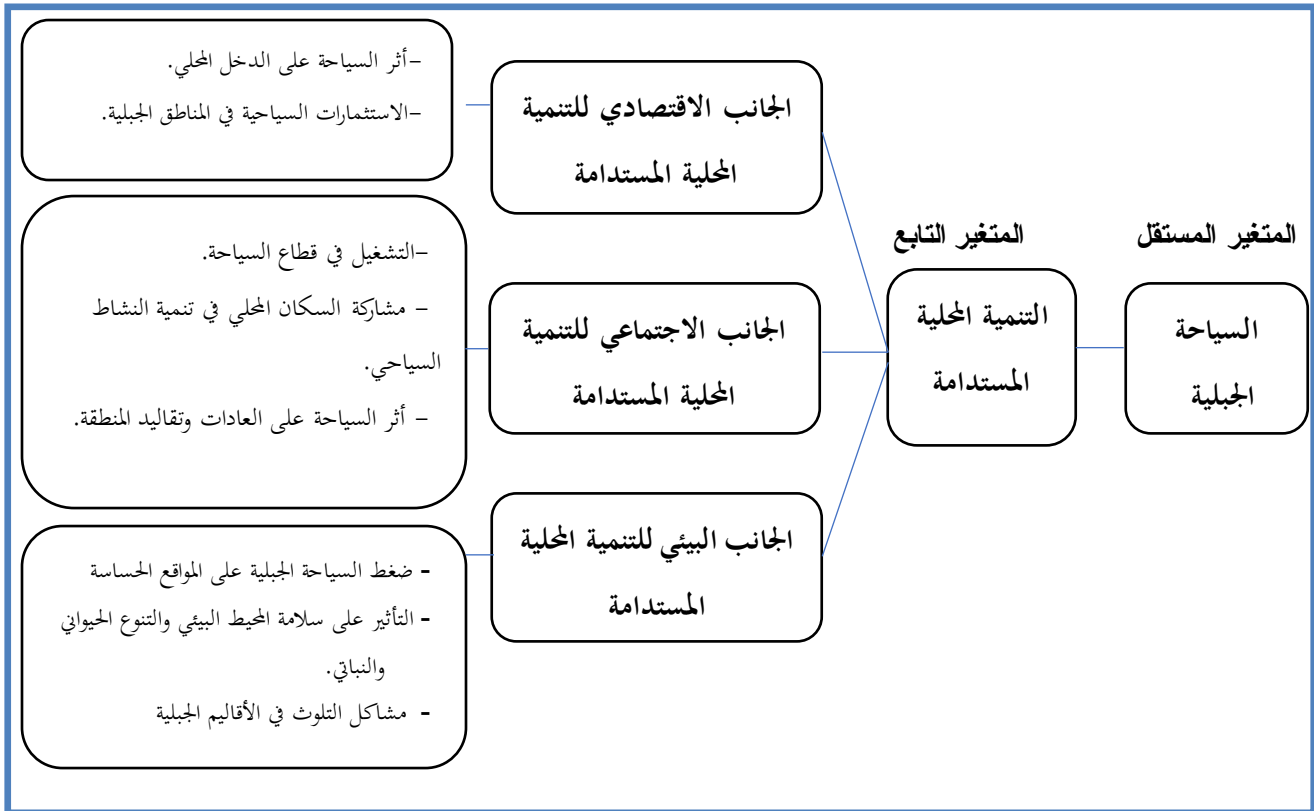 المتغير المستقل
السياحة
الجبلية
المتغير التابع
التنمية المحلية
المستدامة
الجانب الاقتصادي للتنمية
المحلية المستدامة
-أثر السياحة على الدخل المحلي.
-الاستثمارات السياحية في المناطق الجبلية.
الجانب الاجتماعي للتنمية
المحلية المستدامة
-التشغيل في قطاع السياحة.
- مشاركة السكان المحلي في تنمية النشاط
السياحي.
- أثر السياحة على العادات وتقاليد المنطقة.
الجانب البيئي للتنمية المحلية
المستدامة
- ضغط السياحة الجبلية على المواقع الحساسة
- التأثير على سلامة المحيط البيئي والتنوع الحيواني
والنباتي.
- مشاكل التلوث في الأقاليم الجبلية